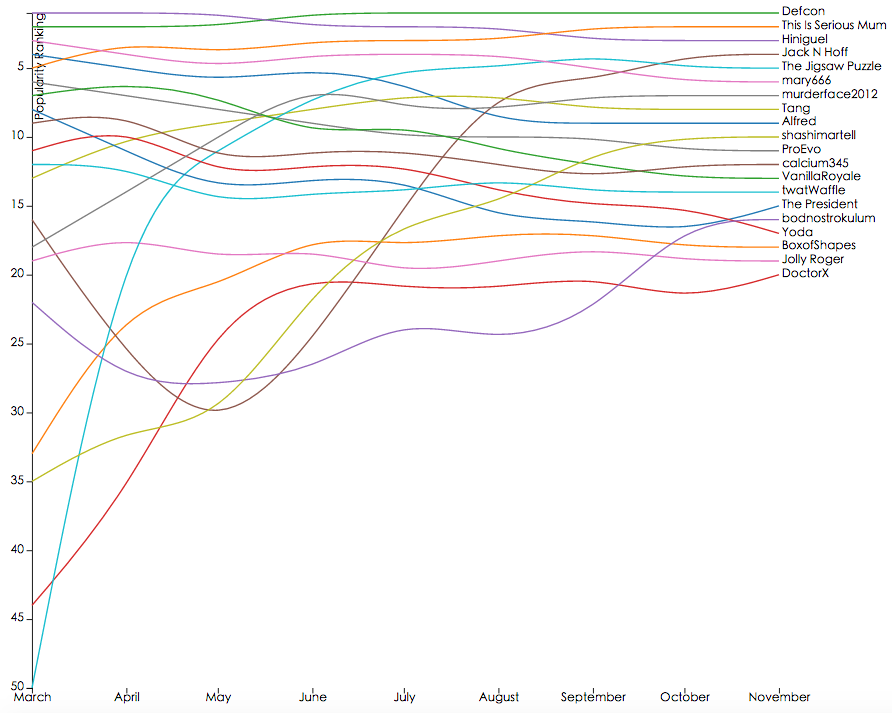 Popularity Ranking
5
10
15
20
25
30
35
40
45
50
March April May June July August September October November
Defcon
This Is Serious Mum
Hiniguel
Jack N Hoff
The Jigsaw Puzzle
mary666
murderface2012
Tang
Alfred
shashimartell
ProEvo
calcium345
VanillaRoyale
twatWaffle
The President
bodnostrokulum
Yoda
BoxofShapes
Jolly Roger
DoctorX